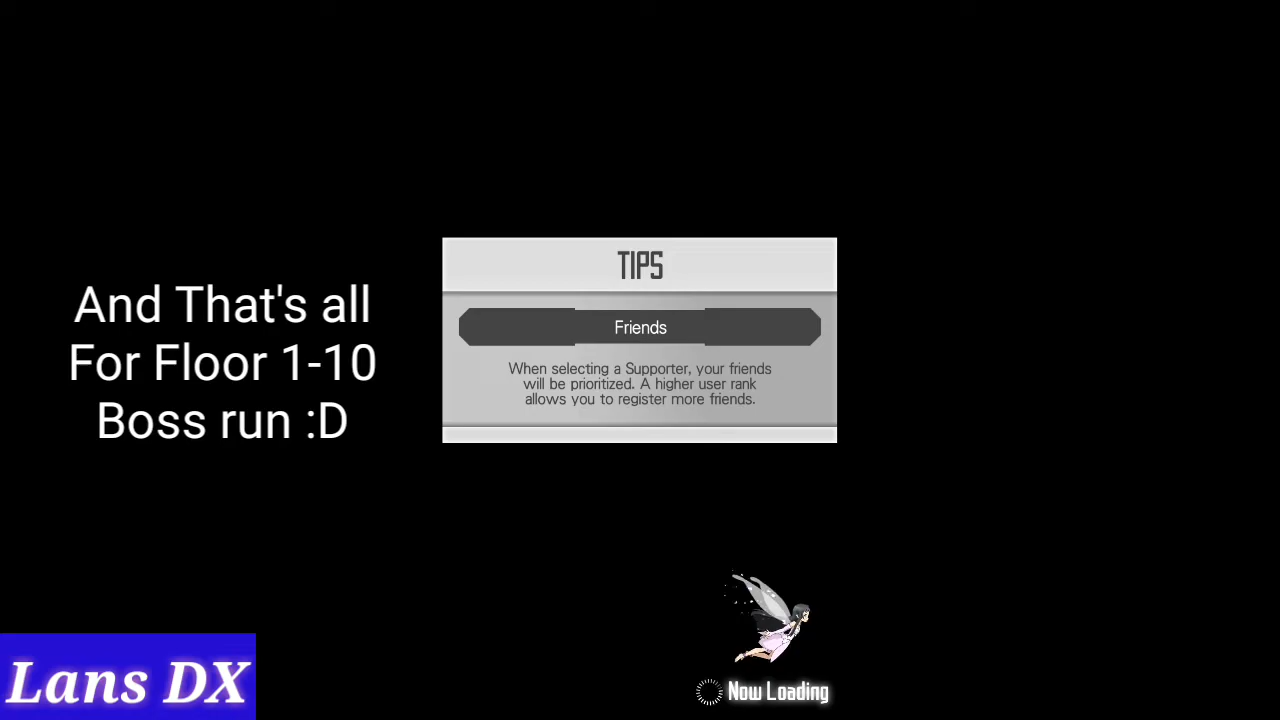 And That's all
For Floor 1-10
Boss run :D
TIPS
Friends
When selecting a Supporter, your friends
will be prioritized. A higher user rank
allows you to register more friends.
Now Loading
Lans DX